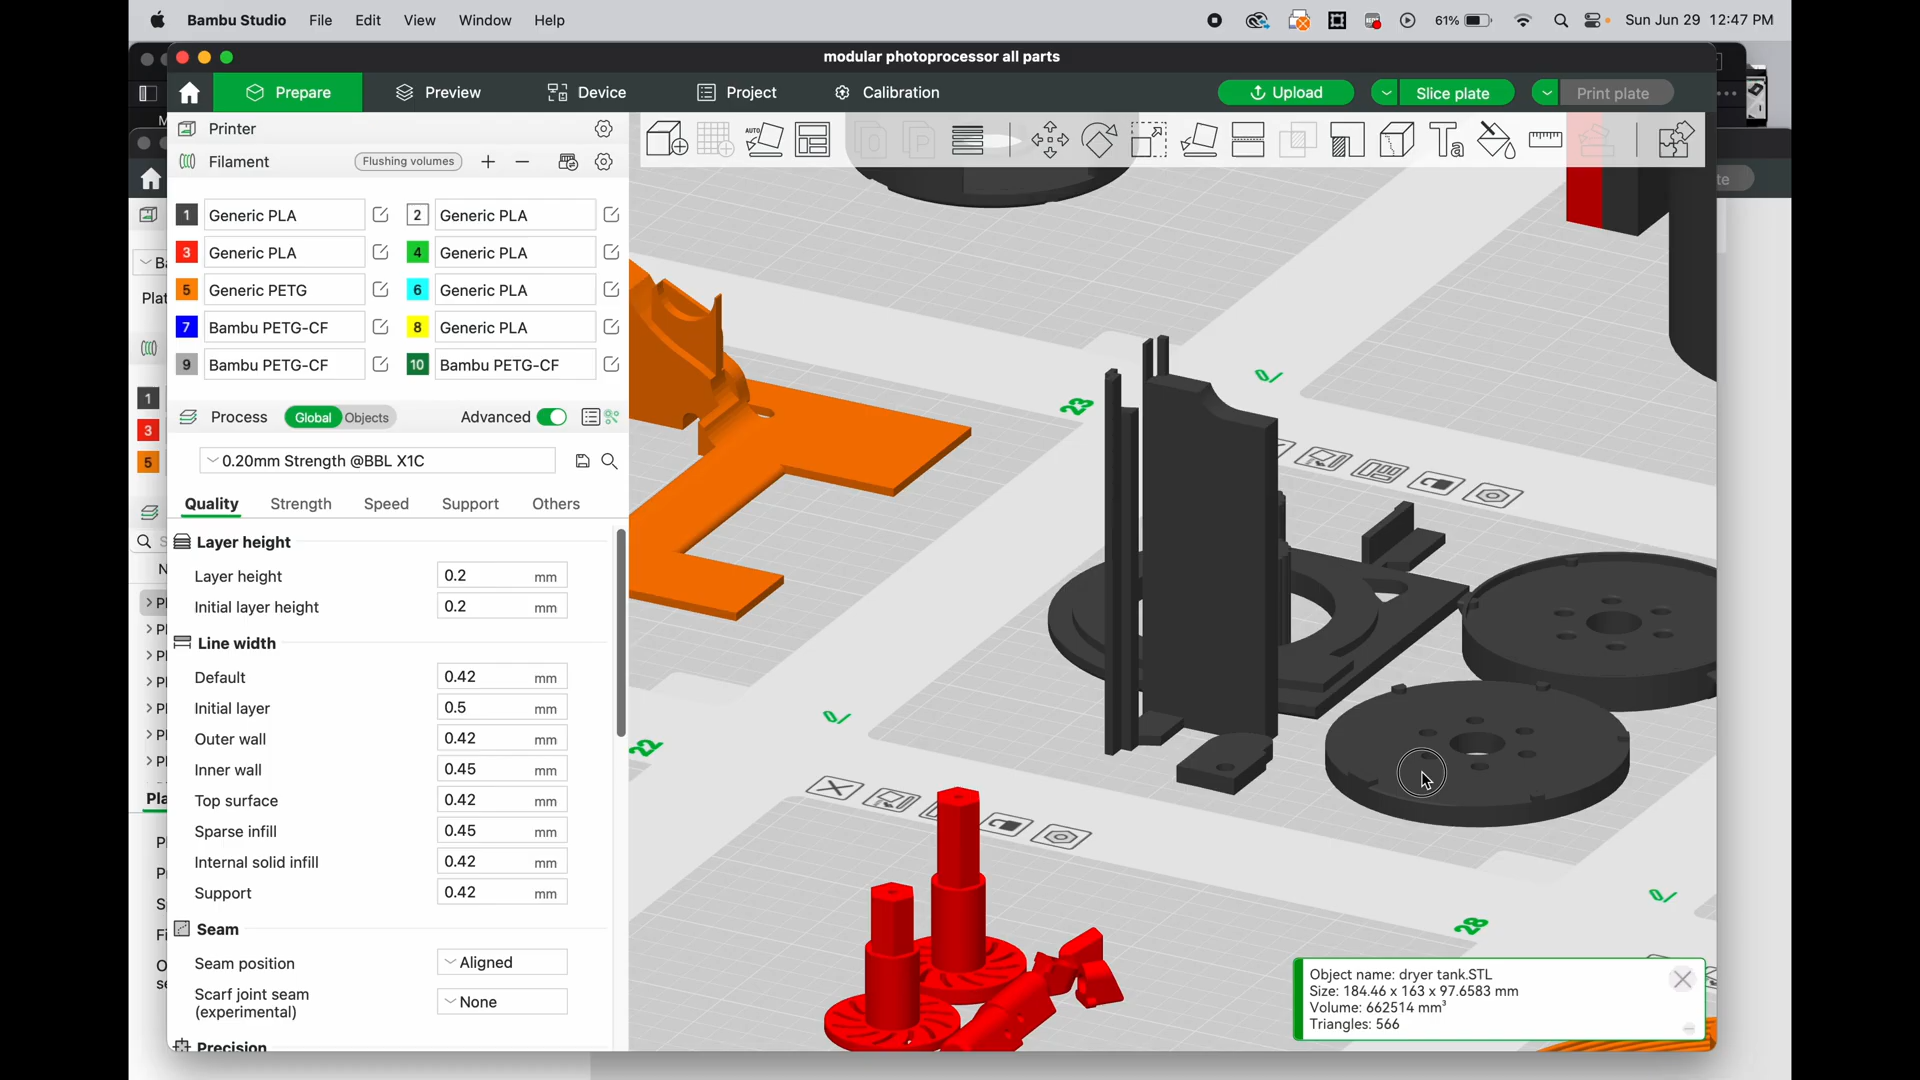 Bambu Studio File Edit View Window Help 61% Sun Jun 29 12:47 PM
modular photoprocessor all parts
Prepare Preview Device Project Calibration Upload Slice plate Print plate
Printer
Filament Flushing volumes
AUTO
1 Generic PLA 2 Generic PLA
3 Generic PLA 4 Generic PLA
5 Generic PETG 6 Generic PLA
7 Bambu PETG-CF 8 Generic PLA
9 Bambu PETG-CF 10 Bambu PETG-CF
Process Global Objects Advanced
0.20mm Strength @BBL X1C
Quality Strength Speed Support Others
Layer height
Layer height 0.2 mm
Initial layer height 0.2 mm
Line width
Default 0.42 mm
Initial layer 0.5 mm
Outer wall 0.42 mm
Inner wall 0.45 mm
Top surface 0.42 mm
Sparse infill 0.45 mm
Internal solid infill 0.42 mm
Support 0.42 mm
Seam
Seam position Aligned
Scarf joint seam
(experimental) None
Precision
1
3
5
23
22
28
Object name: dryer tank.STL
Size: 184.46 x 163 x 97.6583 mm
Volume: 662514 mm³
Triangles: 566